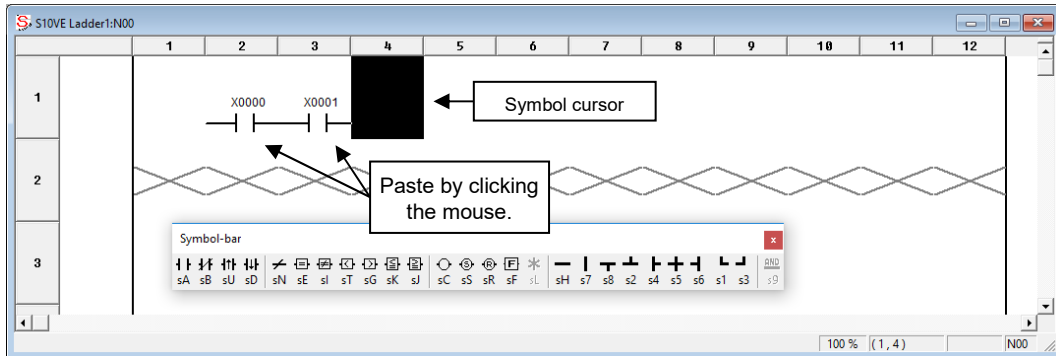 S10VE Ladder1:N00
1 2 3 4 5 6 7 8 9 10 11 12
1
X0000 X0001
Symbol cursor
2
Paste by clicking
the mouse.
Symbol-bar
x
3
F AND
sA sB sU sD sN sE sI sT sG sK sJ sC sS sR sF sL sH s7 s8 s2 s4 s5 s6 s1 s3 s9
100 % (1,4) N00